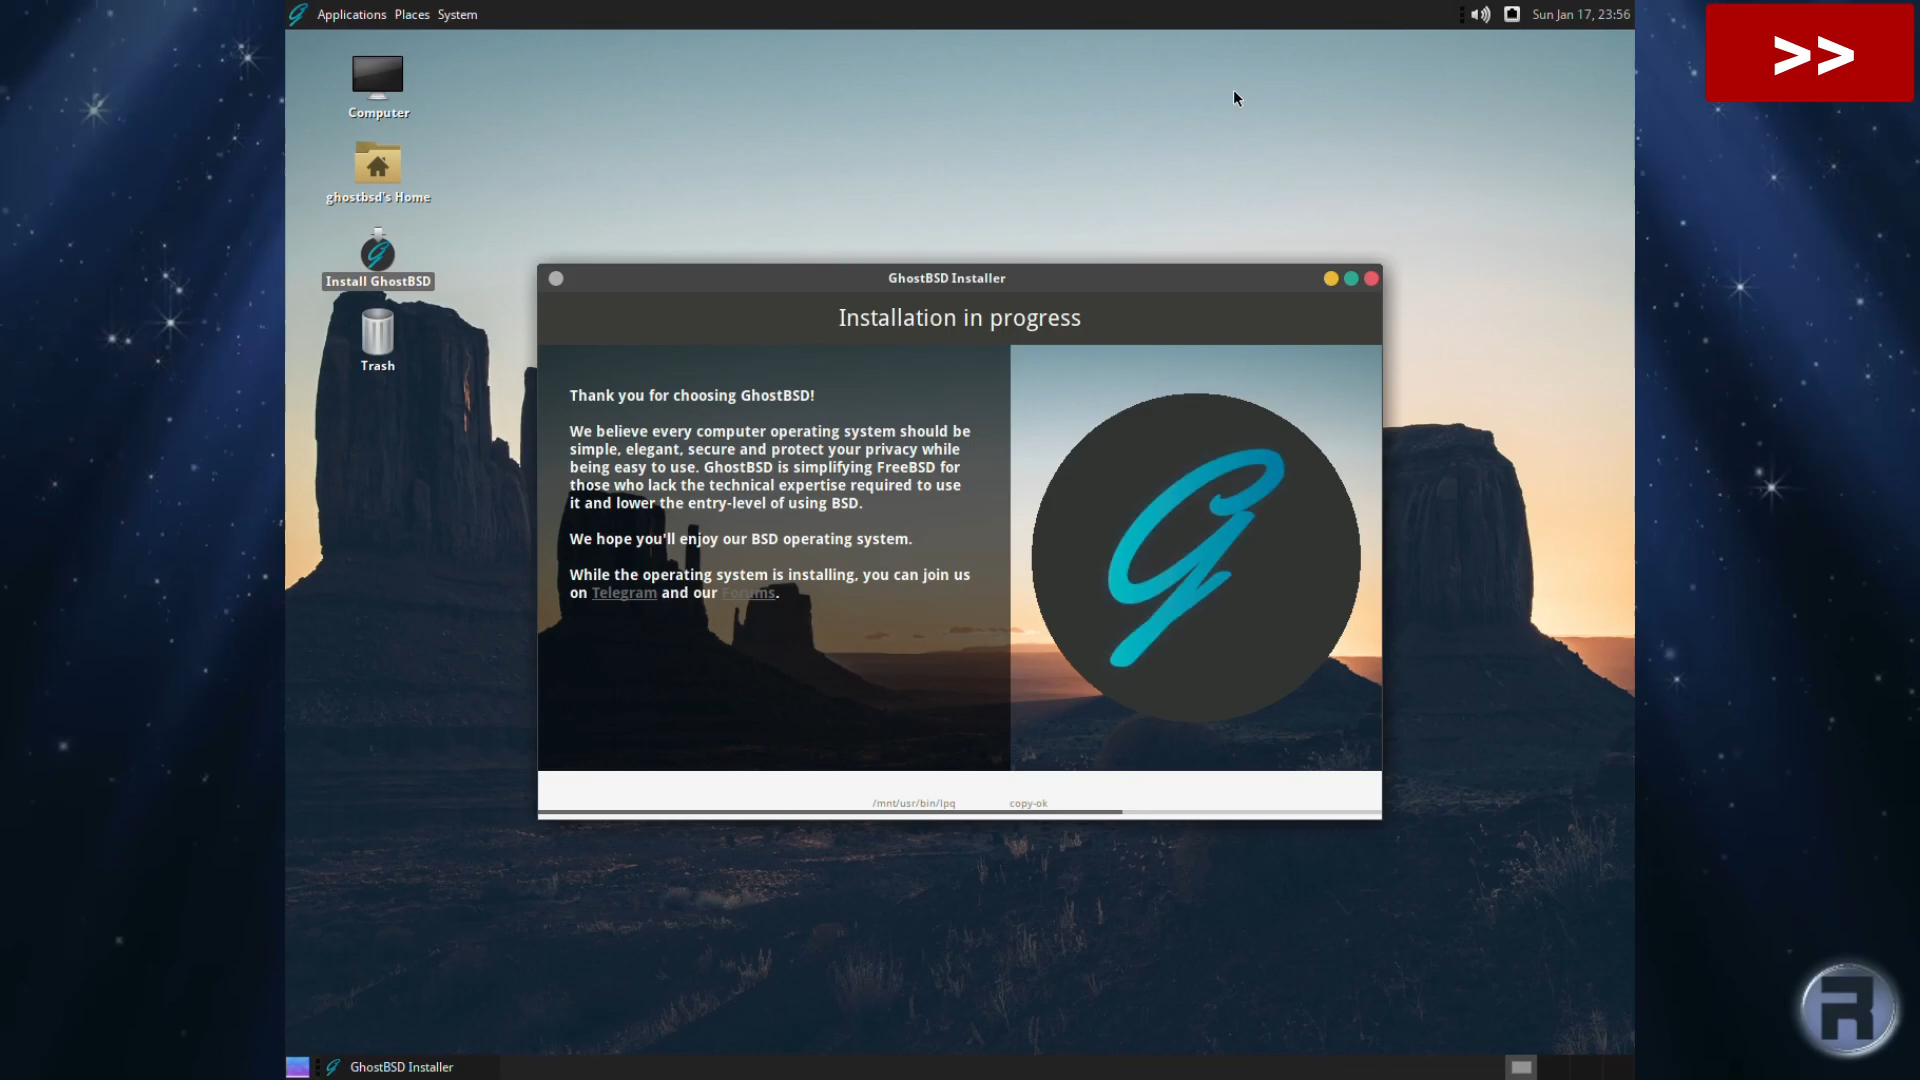 Applications Places System
Sun Jan 17, 23:56
>>
Computer
ghostbsd's Home
Install GhostBSD
Trash
GhostBSD Installer
Installation in progress
Thank you for choosing GhostBSD!
We believe every computer operating system should be
simple, elegant, secure and protect your privacy while
being easy to use. GhostBSD is simplifying FreeBSD for
those who lack the technical expertise required to use
it and lower the entry-level of using BSD.
We hope you'll enjoy our BSD operating system.
While the operating system is installing, you can join us
on Telegram and our Forums.
/mnt/usr/bin/lpq copy-ok
GhostBSD Installer
R